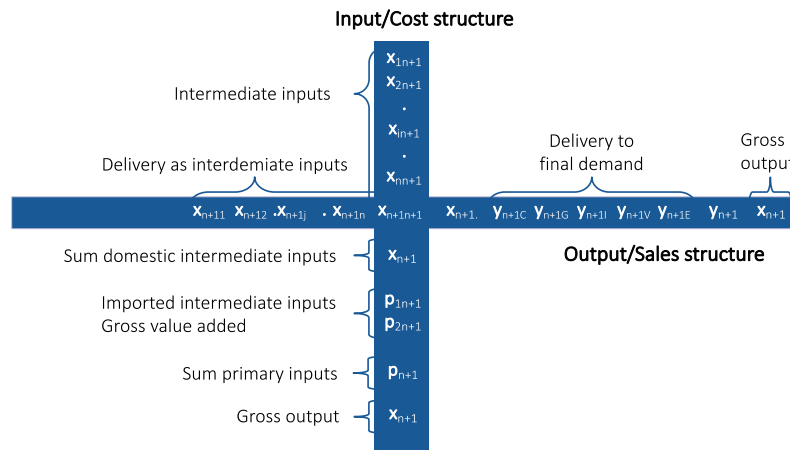 Input/Cost structure
x1n+1
Intermediate inputs
x2n+1
.
xin+1
Delivery to
final demand
Gross
output
Delivery as interdemiate inputs
.
xnn+1
xn+11 xn+12 .xn+1j . xn+1n xn+1n+1 xn+1. yn+1C yn+1G yn+1I yn+1V yn+1E yn+1 xn+1
Sum domestic intermediate inputs xn+1
Output/Sales structure
Imported intermediate inputs p1n+1
Gross value added p2n+1
Sum primary inputs pn+1
Gross output xn+1